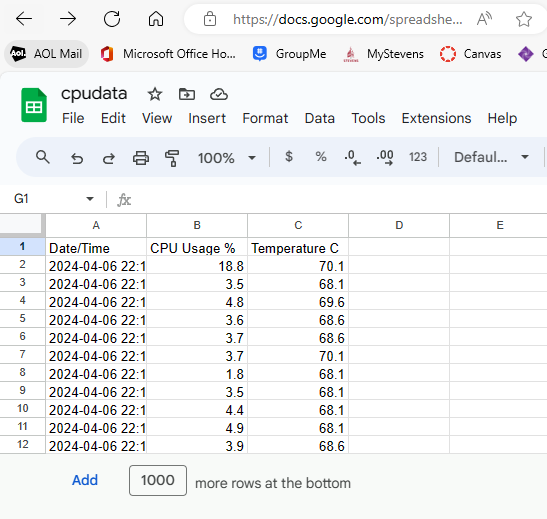 https://docs.google.com/spreadshe...
Aol. AOL Mail Microsoft Office Ho... GroupMe STEVENS MyStevens Canvas
cpudata
File Edit View Insert Format Data Tools Extensions Help
100% $ % .0 .00 123 Defaul...
G1 fx
A B C D E
1 Date/Time CPU Usage % Temperature C
2 2024-04-06 22:1 18.8 70.1
3 2024-04-06 22:1 3.5 68.1
4 2024-04-06 22:1 4.8 69.6
5 2024-04-06 22:1 3.6 68.6
6 2024-04-06 22:1 3.7 68.6
7 2024-04-06 22:1 3.7 70.1
8 2024-04-06 22:1 1.8 68.1
9 2024-04-06 22:1 3.5 68.1
10 2024-04-06 22:1 4.4 68.1
11 2024-04-06 22:1 4.9 68.1
12 2024-04-06 22:1 3.9 68.6
Add 1000 more rows at the bottom